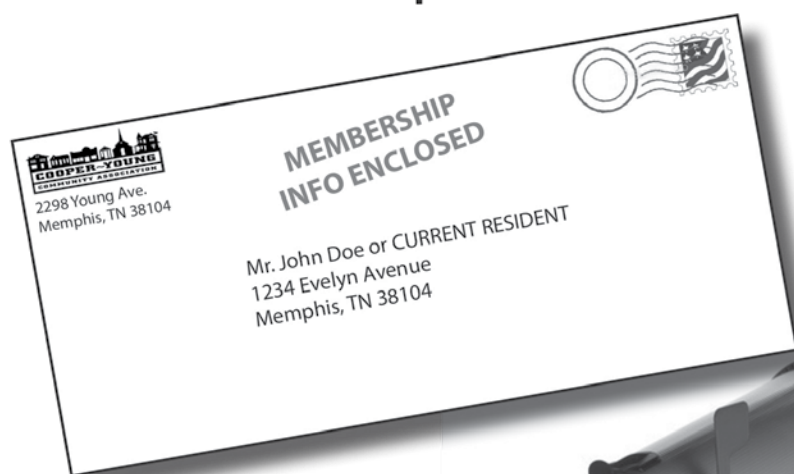 COOPER-YOUNG
COMMUNITY ASSOCIATION
2298 Young Ave.
Memphis, TN 38104
MEMBERSHIP
INFO ENCLOSED
Mr. John Doe or CURRENT RESIDENT
1234 Evelyn Avenue
Memphis, TN 38104